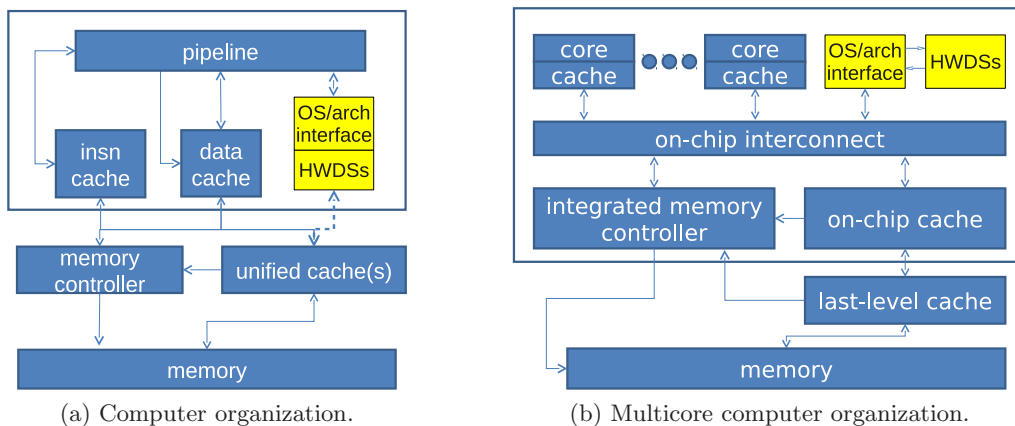 pipeline
OS/arch
interface
HWDSs
insn
cache
data
cache
memory
controller
unified cache(s)
memory
(a) Computer organization.
core
cache
core
cache
OS/arch
interface
HWDSs
on-chip interconnect
integrated memory
controller
on-chip cache
last-level cache
memory
(b) Multicore computer organization.